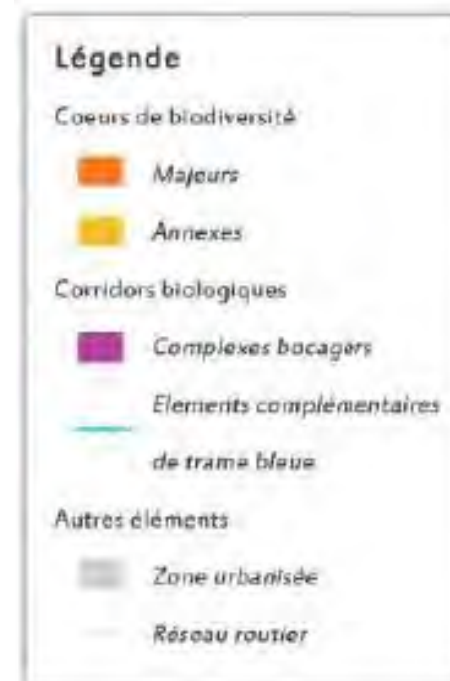 Légende
Coeurs de biodiversité
Majeurs
Annexes
Corridors biologiques
Complexes bocagers
Elements complémentaires
de trame bleue
Autres éléments
Zone urbanisée
Réseau routier